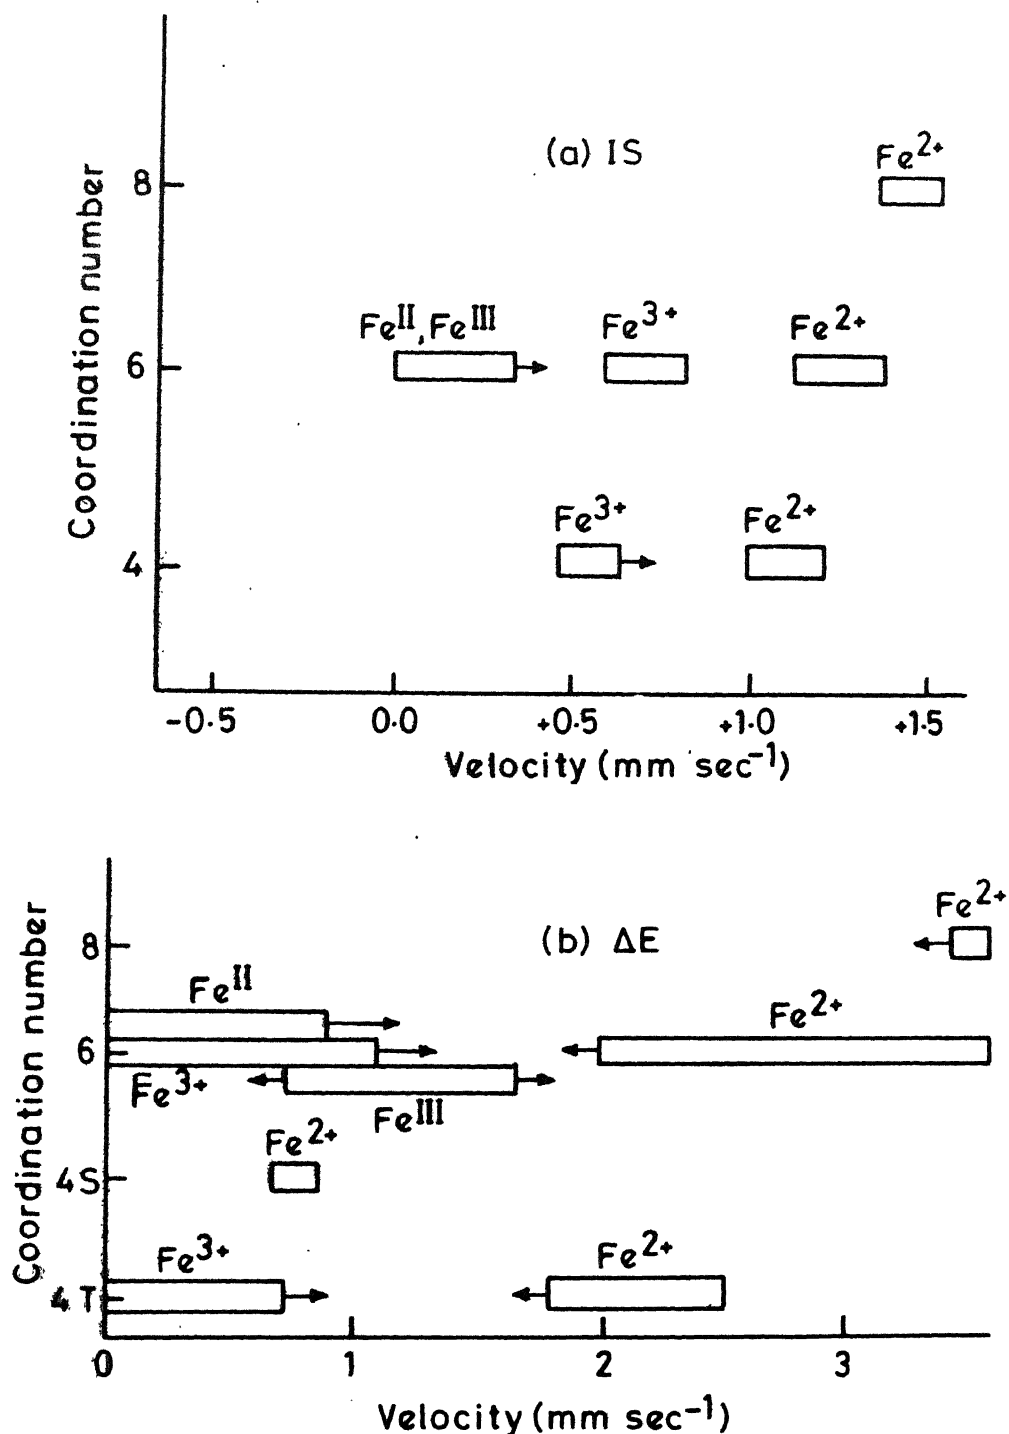 (a) IS
Fe²⁺
8
Feᴵᴵ, Feᴵᴵᴵ
Fe³⁺
Fe²⁺
6
Fe³⁺
Fe²⁺
4
Coordination number
-0.5
0.0
+0.5
+1.0
+1.5
Velocity (mm sec⁻¹)
(b) ΔE
Fe²⁺
8
Feᴵᴵ
Fe²⁺
6
Fe³⁺
Feᴵᴵᴵ
Fe²⁺
4S
Fe³⁺
Fe²⁺
4T
Coordination number
0
1
2
3
Velocity (mm sec⁻¹)